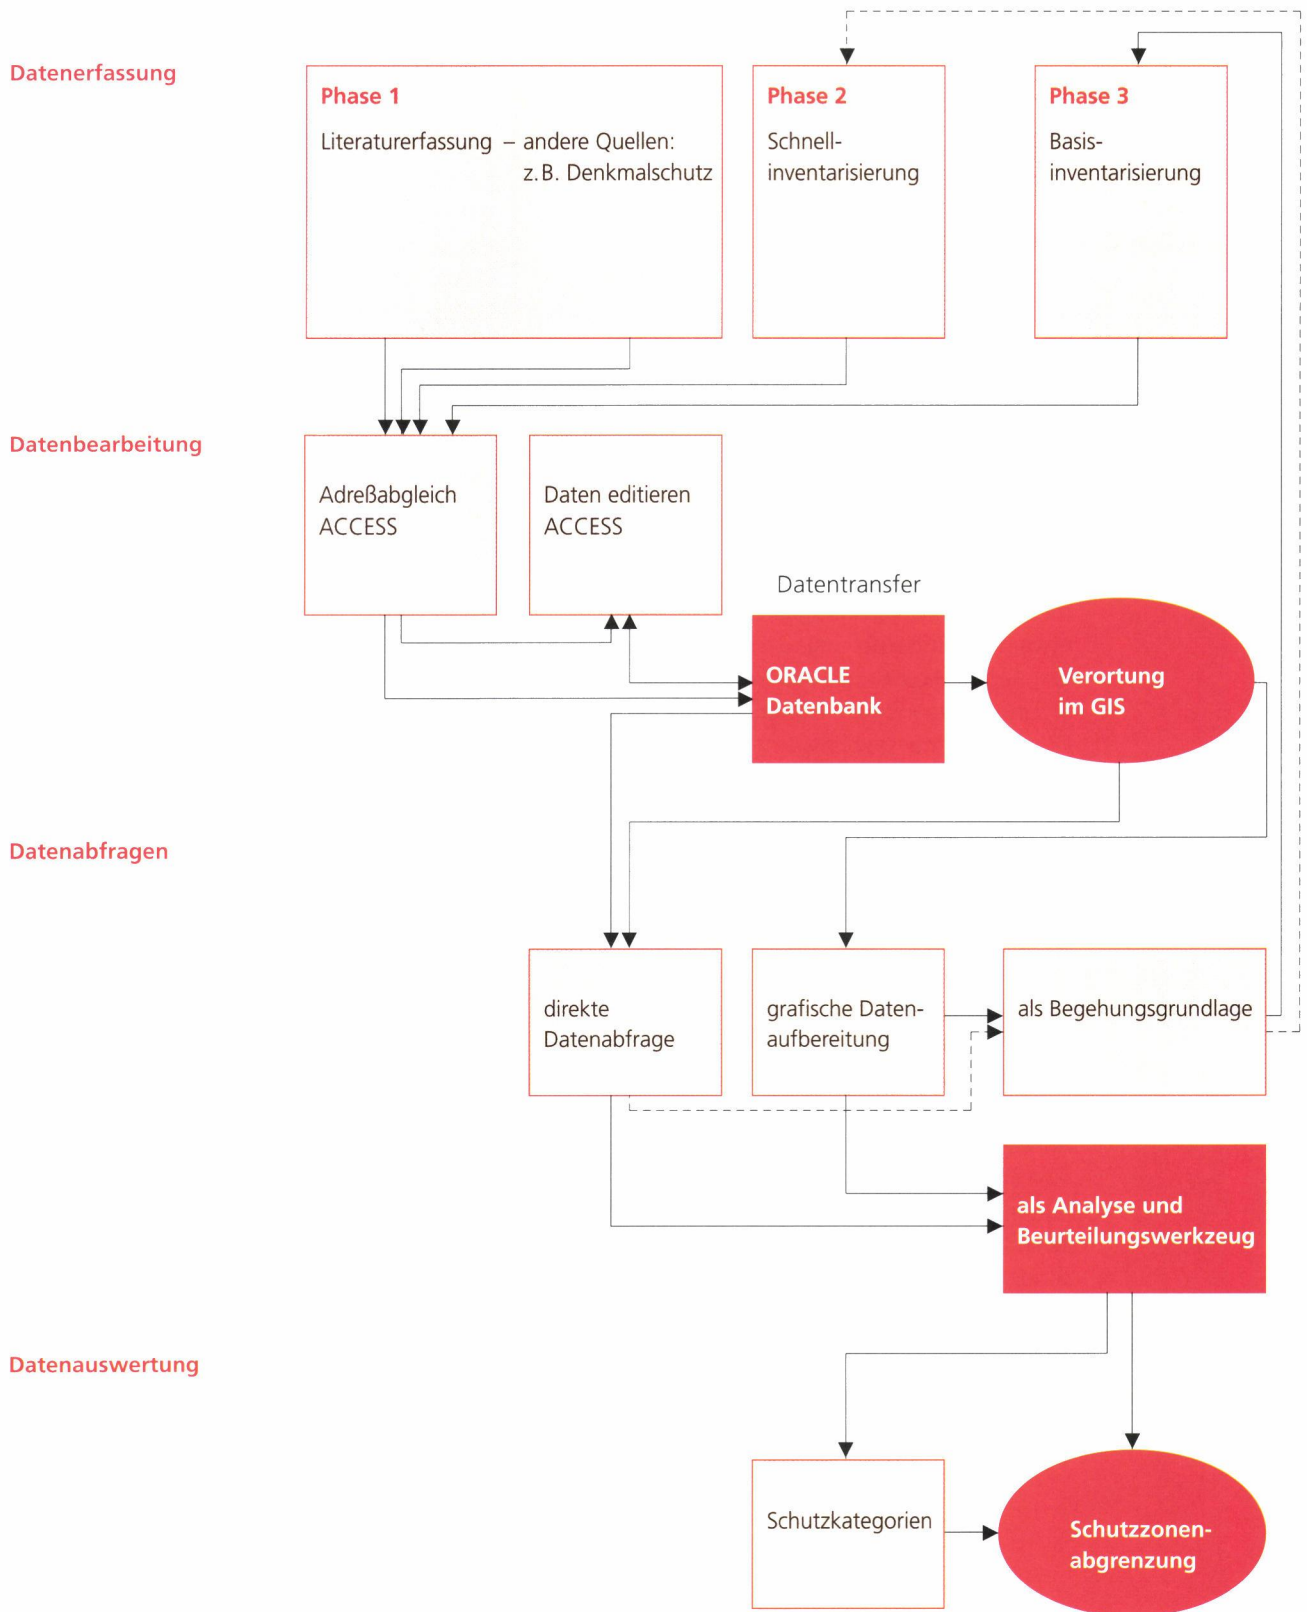 Datenerfassung
Phase 1
Literaturerfassung – andere Quellen:
z.B. Denkmalschutz
Phase 2
Schnell-
inventarisierung
Phase 3
Basis-
inventarisierung
Datenbearbeitung
Adreßabgleich
ACCESS
Daten editieren
ACCESS
Datentransfer
ORACLE
Datenbank
Verortung
im GIS
Datenabfragen
direkte
Datenabfrage
grafische Daten-
aufbereitung
als Begehungsgrundlage
als Analyse und
Beurteilungswerkzeug
Datenauswertung
Schutzkategorien
Schutzzonen-
abgrenzung